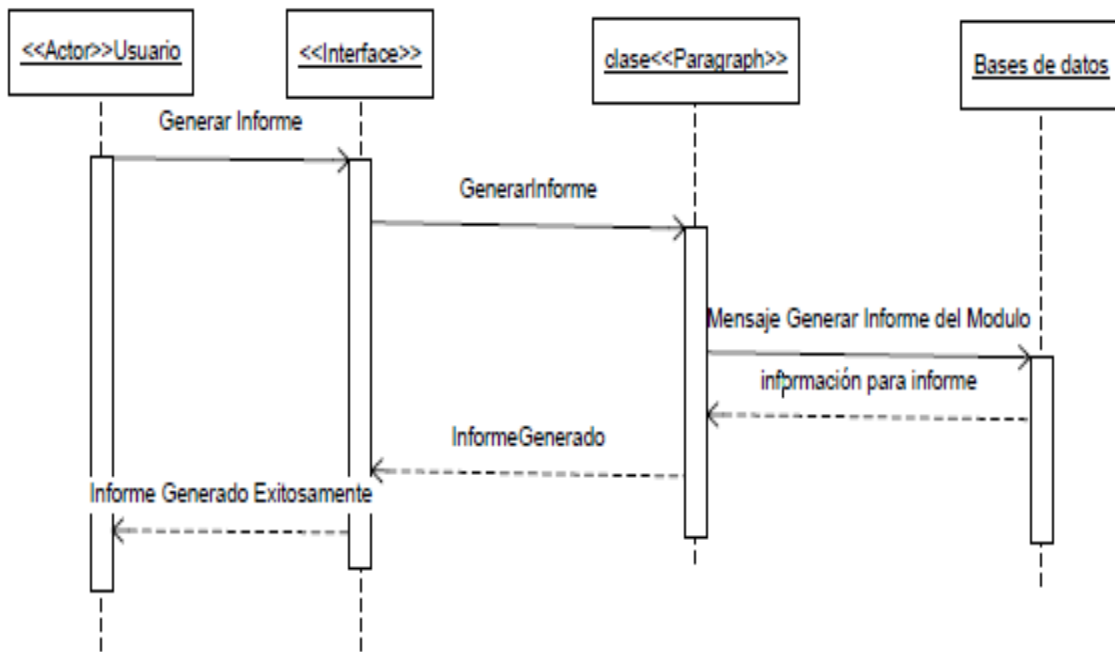 <<Actor>>Usuario
<<Interface>>
clase<<Paragraph>>
Bases de datos
Generar Informe
GenerarInforme
Mensaje Generar Informe del Modulo
información para informe
InformeGenerado
Informe Generado Exitosamente